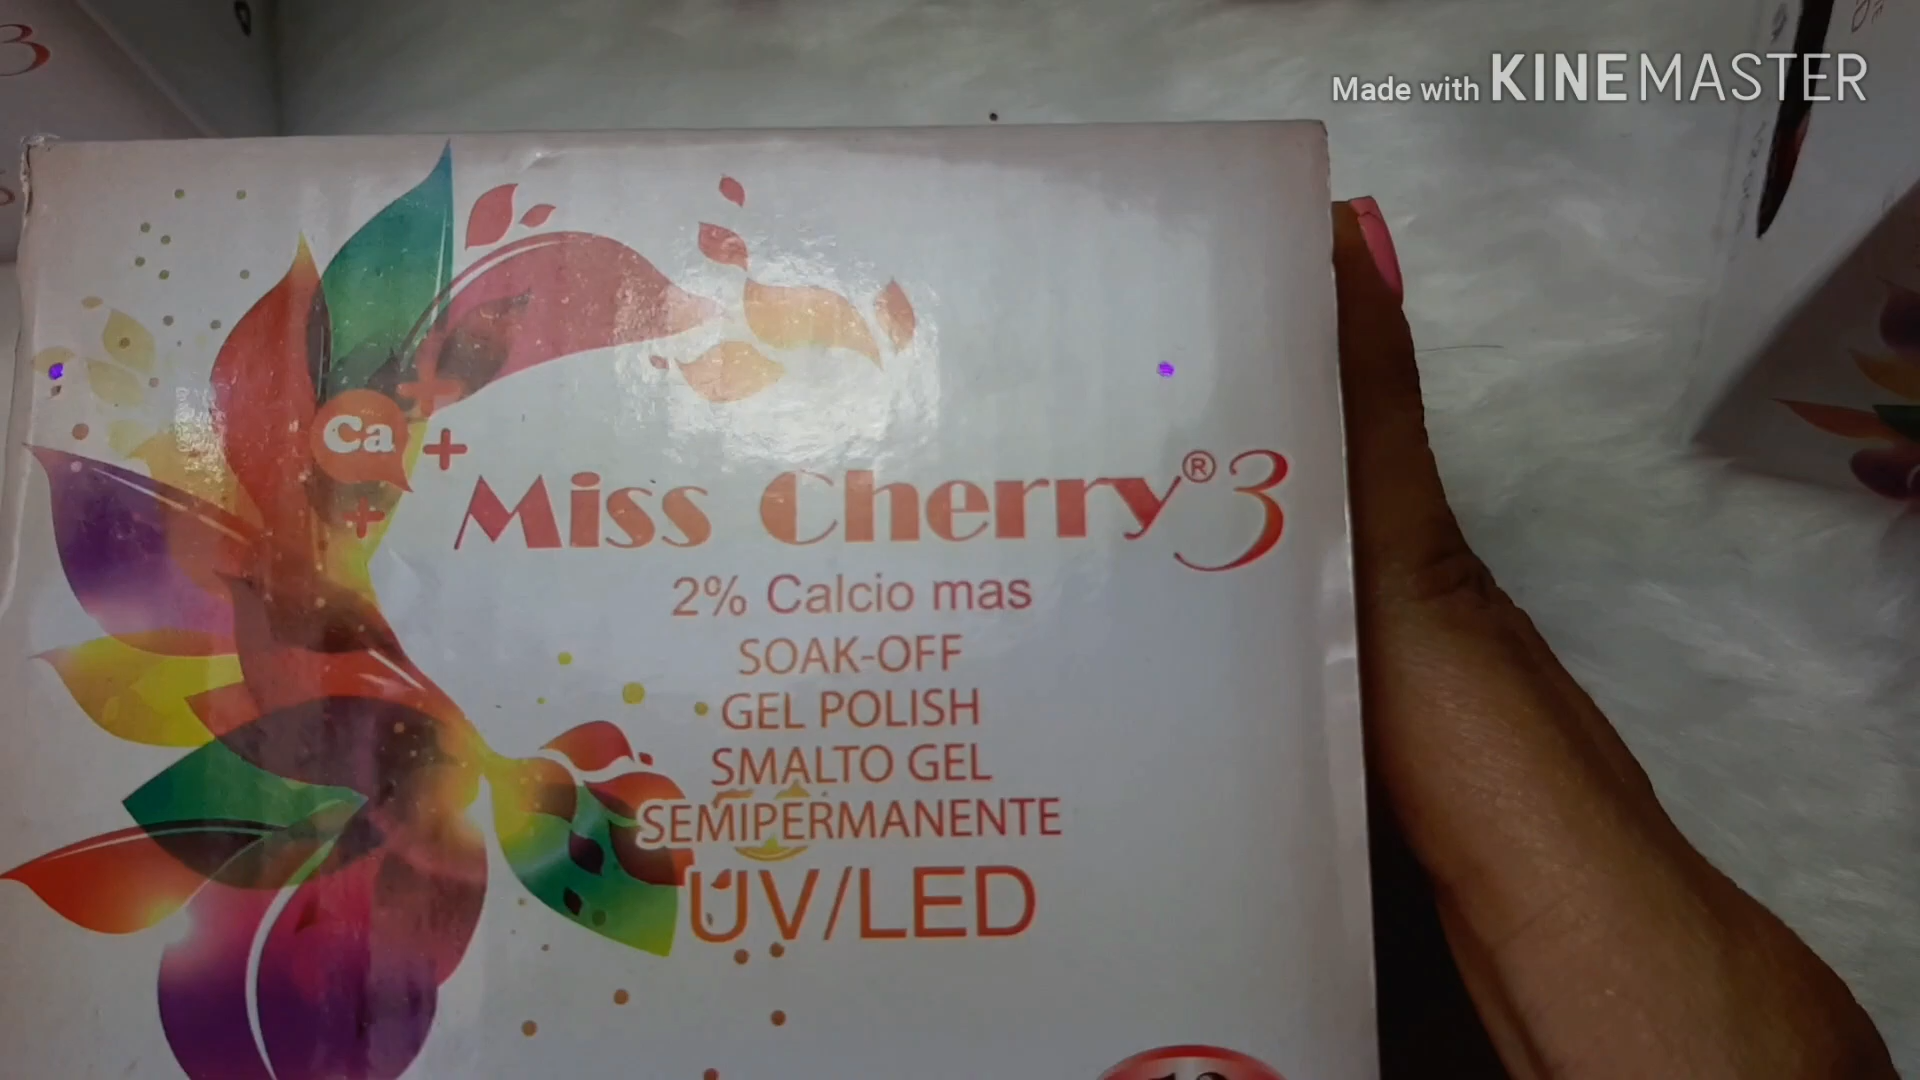 Made with KINEMASTER
Ca
Miss Cherry® 3
2% Calcio mas
SOAK-OFF
GEL POLISH
SMALTO GEL
SEMIPERMANENTE
UV/LED